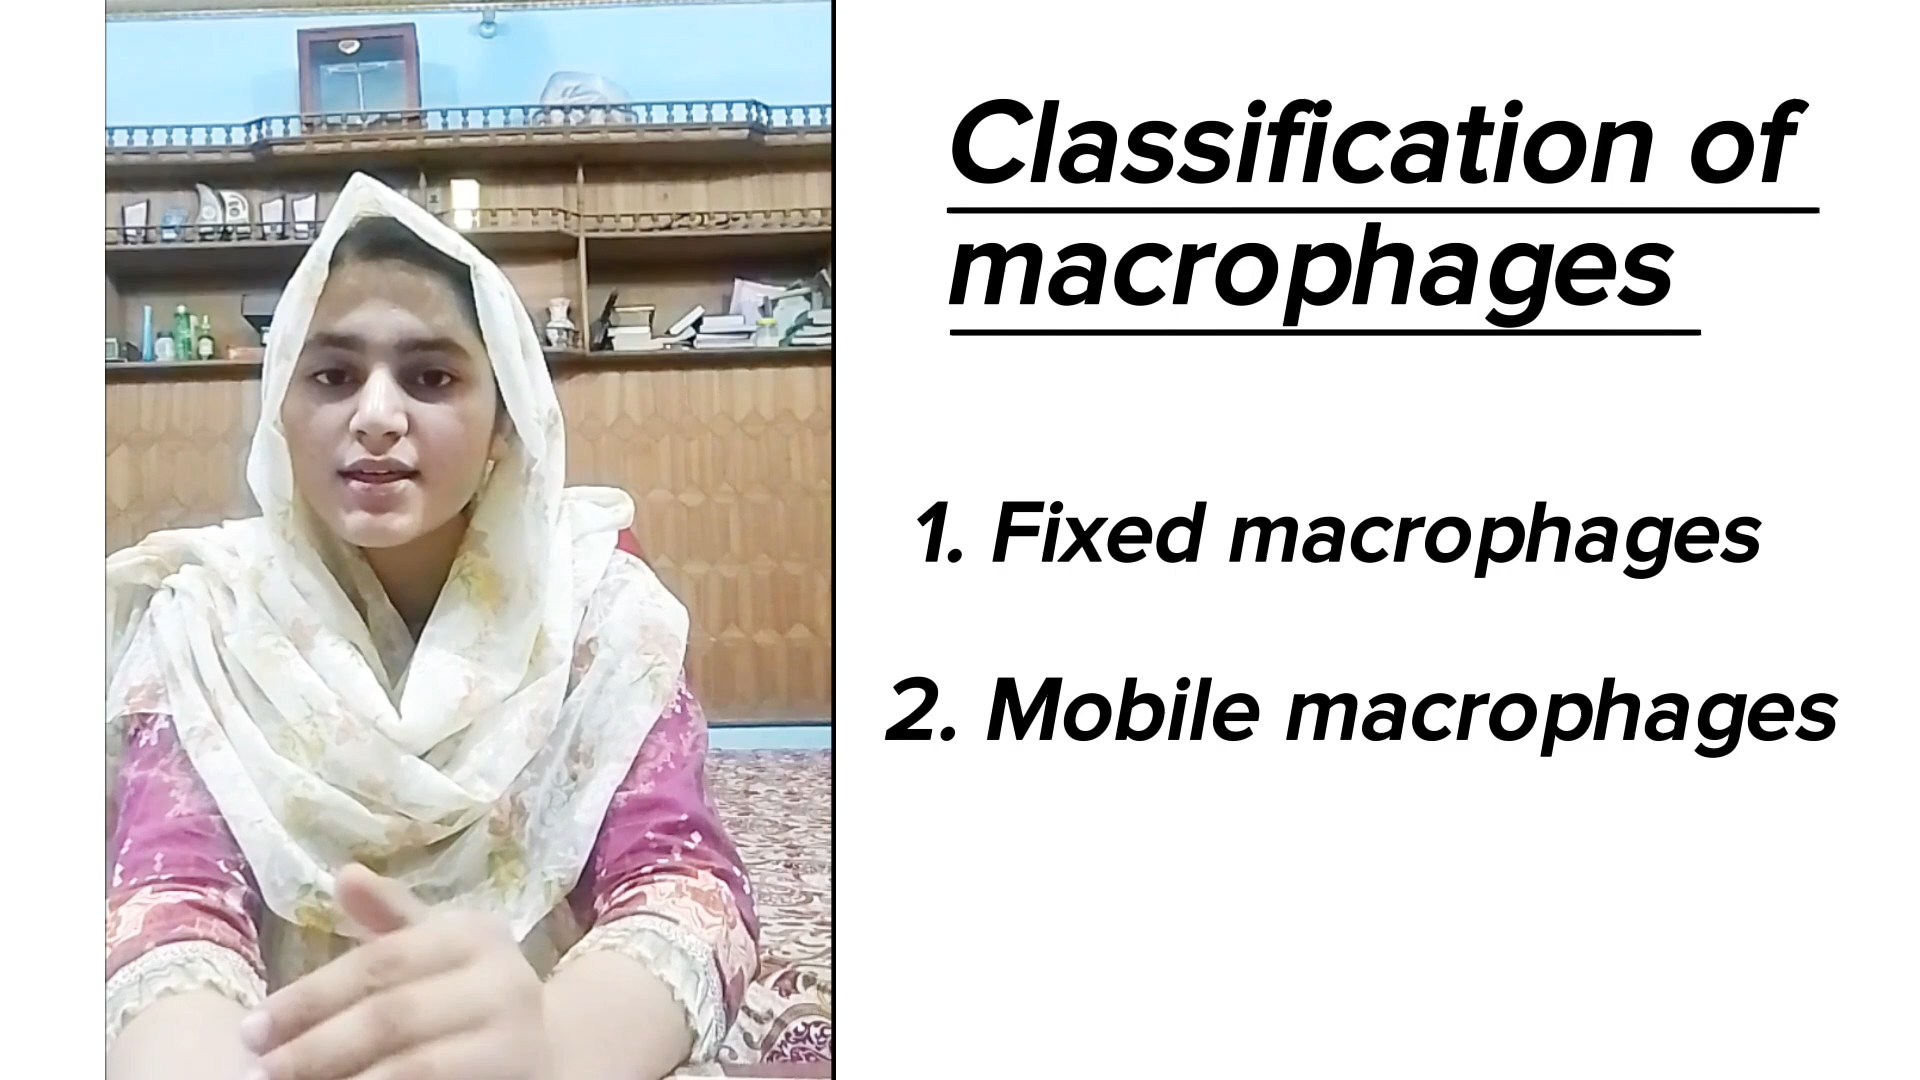 Classification of
macrophages
1. Fixed macrophages
2. Mobile macrophages